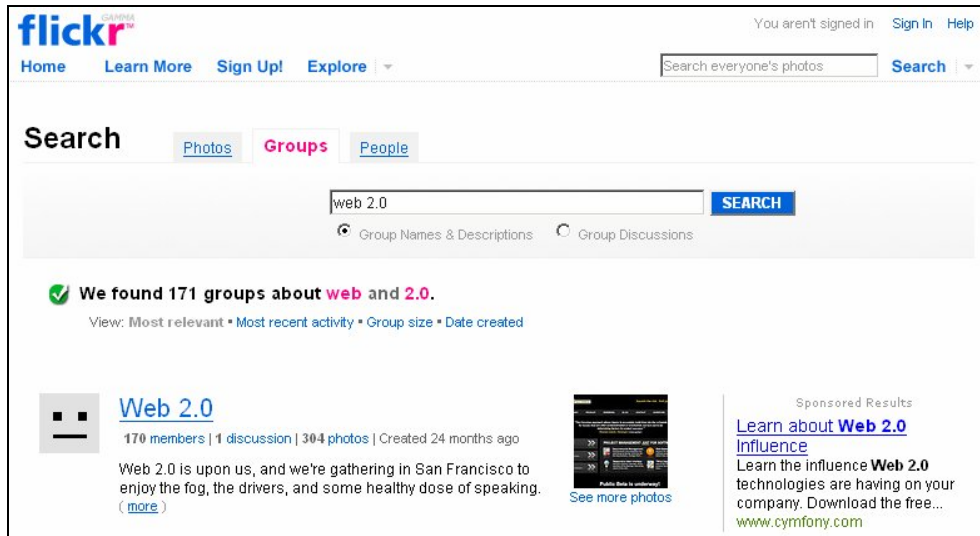 flickr GAMMA TM
You aren't signed in Sign In Help
Home Learn More Sign Up! Explore
Search everyone's photos Search
Search Photos Groups People
web 2.0 SEARCH
Group Names & Descriptions Group Discussions
We found 171 groups about web and 2.0.
View: Most relevant • Most recent activity • Group size • Date created
Web 2.0
170 members | 1 discussion | 304 photos | Created 24 months ago
Web 2.0 is upon us, and we're gathering in San Francisco to
enjoy the fog, the drivers, and some healthy dose of speaking.
( more )
Public Beta is underway!
See more photos
Sponsored Results
Learn about Web 2.0
Influence
Learn the influence Web 2.0
technologies are having on your
company. Download the free...
www.cymfony.com